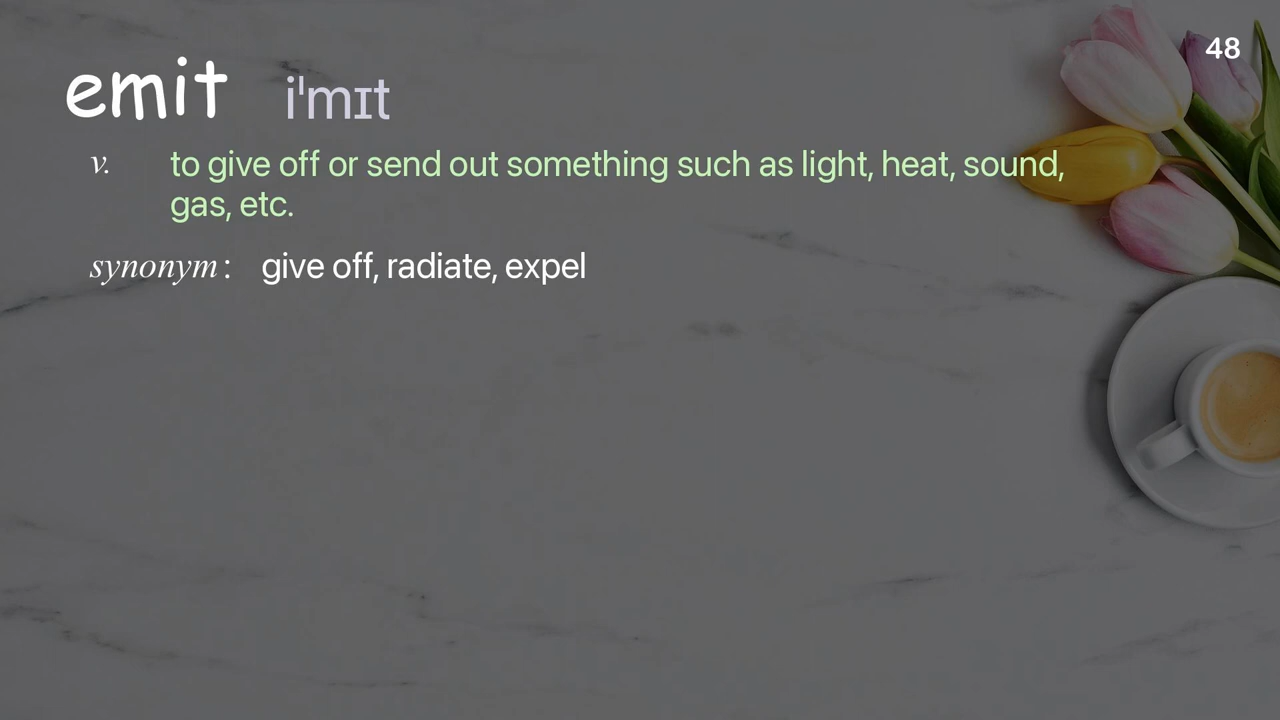 48
emit iˈmɪt
v. to give off or send out something such as light, heat, sound,
gas, etc.
synonym : give off, radiate, expel